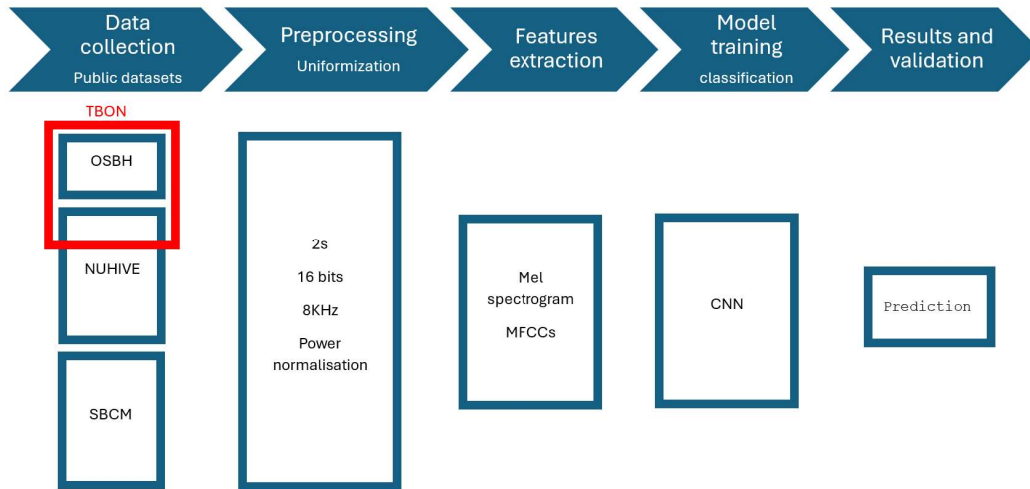 Data
collection
Public datasets
Preprocessing
Uniformization
Features
extraction
Model
training
classification
Results and
validation
TBON
OSBH
NUHIVE
SBCM
2s
16 bits
8KHz
Power
normalisation
Mel
spectrogram
MFCCs
CNN
Prediction